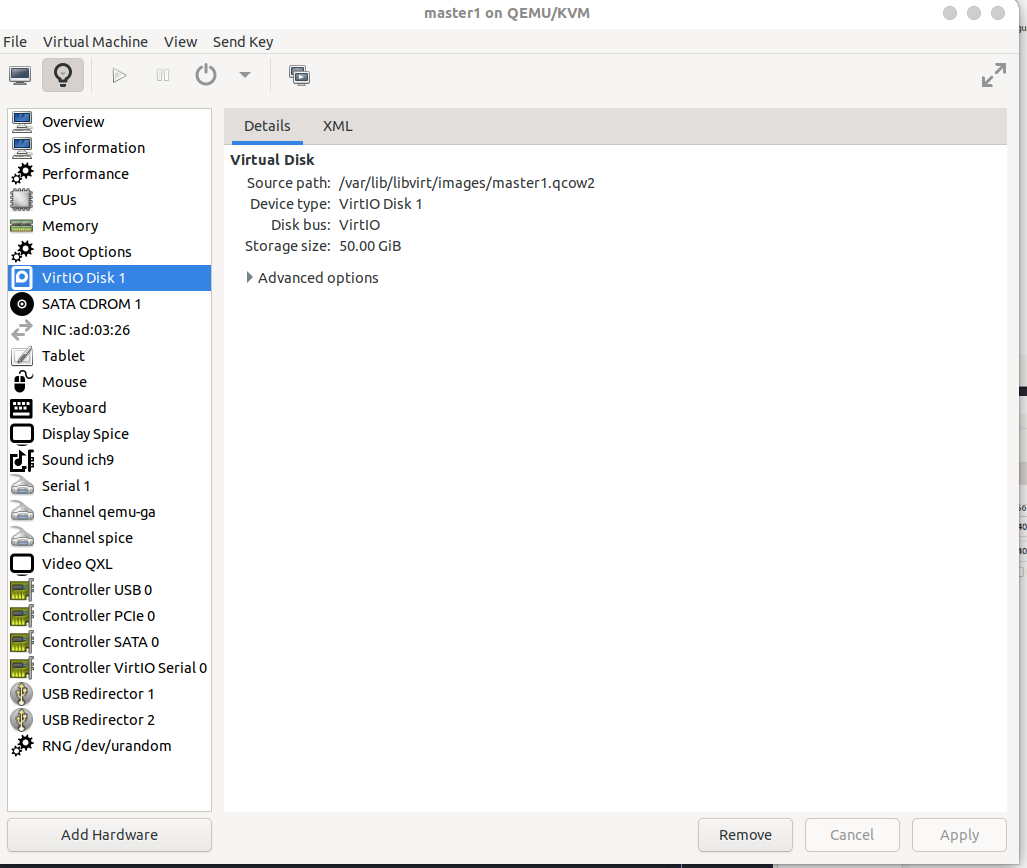 master1 on QEMU/KVM
File Virtual Machine View Send Key
Overview
OS information
Performance
CPUs
Memory
Boot Options
VirtIO Disk 1
SATA CDROM 1
NIC :ad:03:26
Tablet
Mouse
Keyboard
Display Spice
Sound ich9
Serial 1
Channel qemu-ga
Channel spice
Video QXL
Controller USB 0
Controller PCIe 0
Controller SATA 0
Controller VirtIO Serial 0
USB Redirector 1
USB Redirector 2
RNG /dev/urandom
Add Hardware
Details XML
Virtual Disk
Source path: /var/lib/libvirt/images/master1.qcow2
Device type: VirtIO Disk 1
Disk bus: VirtIO
Storage size: 50.00 GiB
Advanced options
Remove Cancel Apply